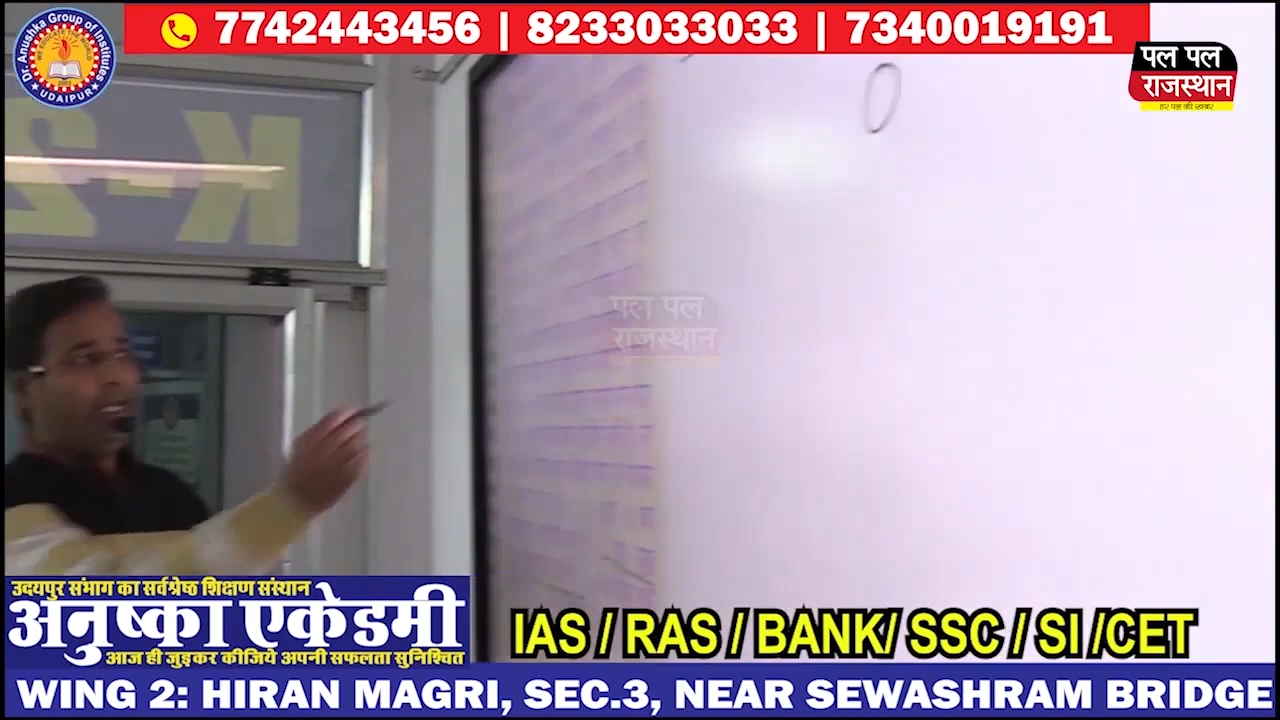 7742443456 | 8233033033 | 7340019191
Dr. Anushka Group of Institutes
UDAIPUR
पल पल
राजस्थान
हर पल की खबर
K-2
0
पल पल
राजस्थान
उदयपुर संभाग का सर्वश्रेष्ठ शिक्षण संस्थान
अनुष्का एकेडमी
आज ही जुड़कर कीजिये अपनी सफलता सुनिश्चित
IAS / RAS / BANK/ SSC / SI /CET
WING 2: HIRAN MAGRI, SEC.3, NEAR SEWASHRAM BRIDGE